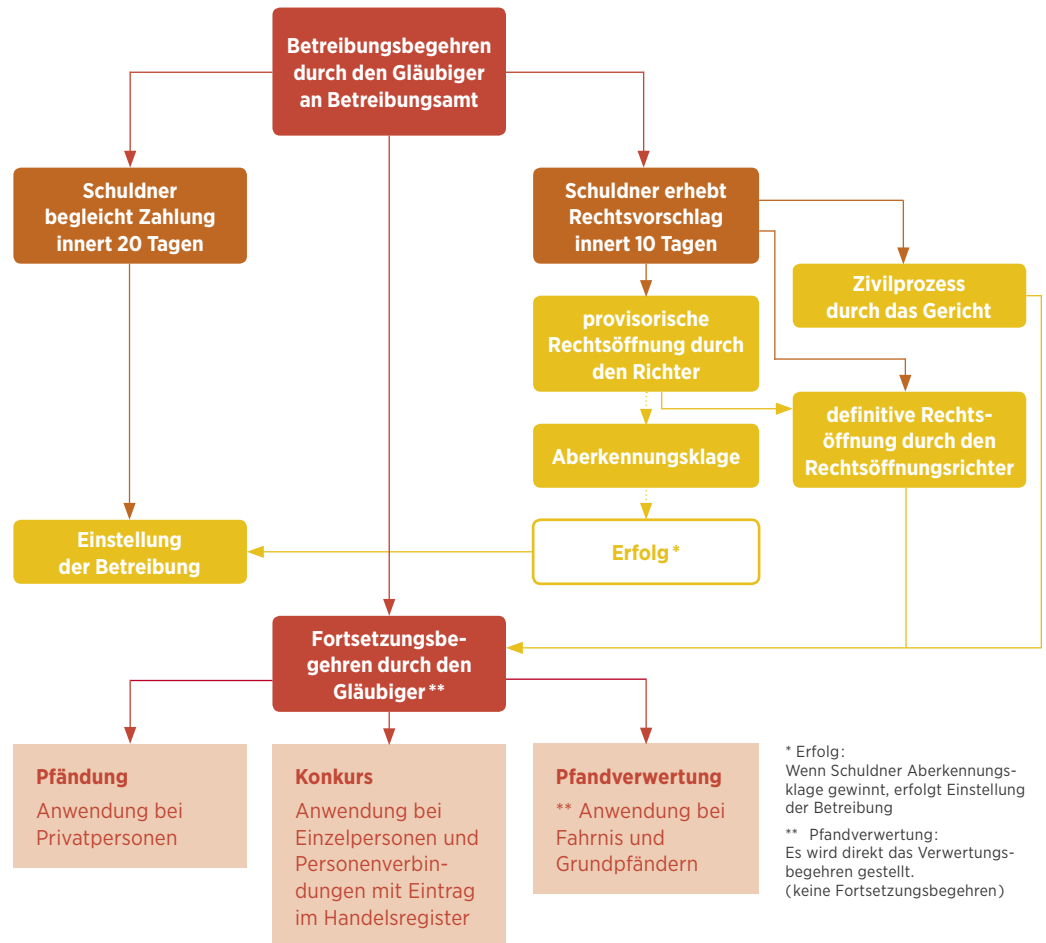 Betreibungsbegehren
durch den Gläubiger
an Betreibungsamt
Schuldner
begleicht Zahlung
innert 20 Tagen
Schuldner erhebt
Rechtsvorschlag
innert 10 Tagen
Zivilprozess
durch das Gericht
provisorische
Rechtsöffnung durch
den Richter
definitive Rechts-
öffnung durch den
Rechtsöffnungsrichter
Aberkennungsklage
Einstellung
der Betreibung
Erfolg *
Fortsetzungsbe-
gehren durch den
Gläubiger **
Pfändung
Anwendung bei
Privatpersonen
Konkurs
Anwendung bei
Einzelpersonen und
Personenverbin-
dungen mit Eintrag
im Handelsregister
Pfandverwertung
** Anwendung bei
Fahrnis und
Grundpfändern
* Erfolg:
Wenn Schuldner Aberkennungs-
klage gewinnt, erfolgt Einstellung
der Betreibung
** Pfandverwertung:
Es wird direkt das Verwertungs-
begehren gestellt.
(keine Fortsetzungsbegehren)